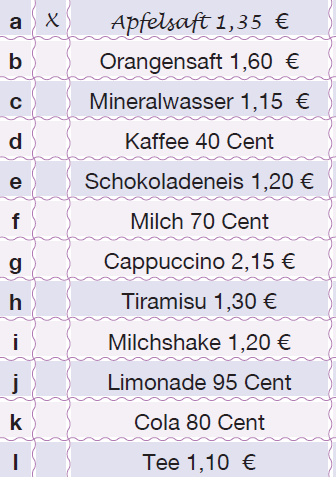 a X Apfelsaft 1,35 €
b Orangensaft 1,60 €
c Mineralwasser 1,15 €
d Kaffee 40 Cent
e Schokoladeneis 1,20 €
f Milch 70 Cent
g Cappuccino 2,15 €
h Tiramisu 1,30 €
i Milchshake 1,20 €
j Limonade 95 Cent
k Cola 80 Cent
l Tee 1,10 €